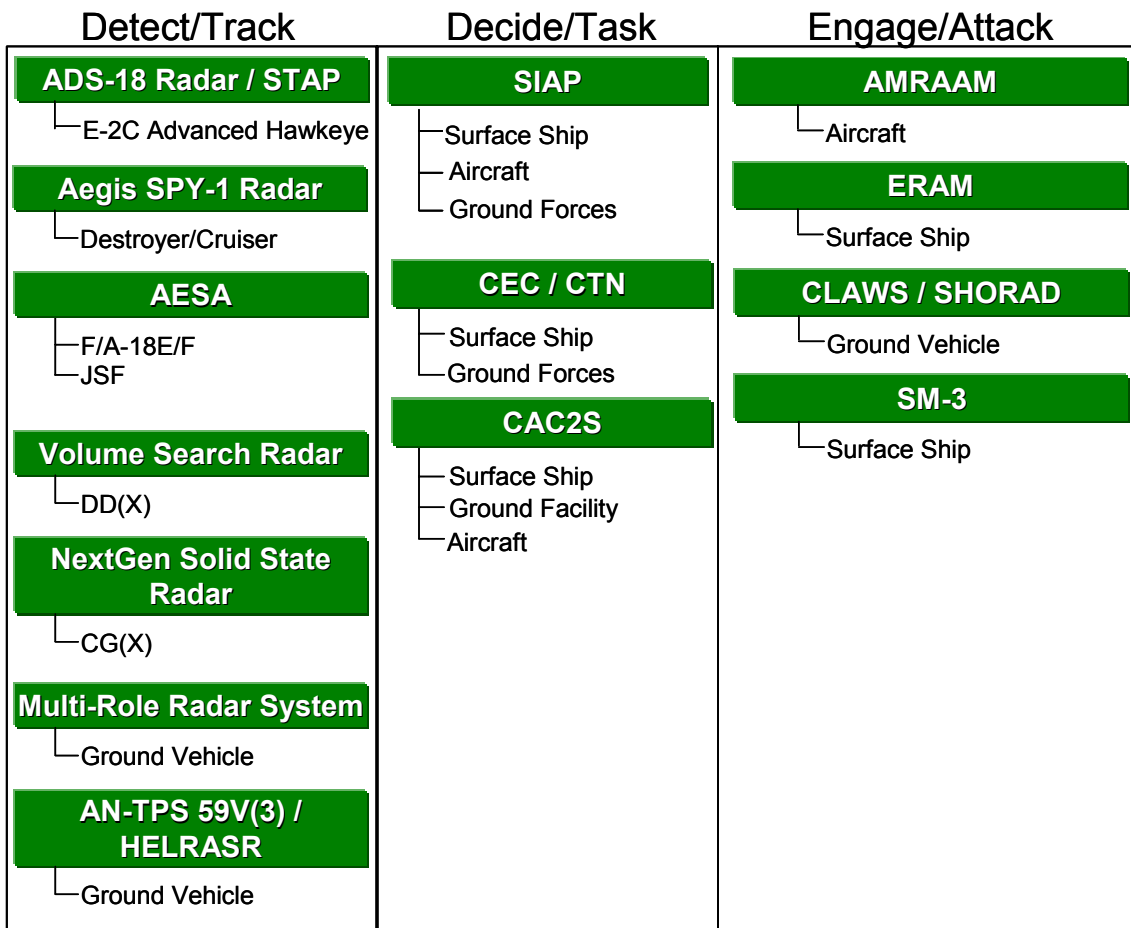 Detect/Track
ADS-18 Radar / STAP
E-2C Advanced Hawkeye
Aegis SPY-1 Radar
Destroyer/Cruiser
AESA
F/A-18E/F
JSF
Volume Search Radar
DD(X)
NextGen Solid State
Radar
CG(X)
Multi-Role Radar System
Ground Vehicle
AN-TPS 59V(3) /
HELRASR
Ground Vehicle
Decide/Task
SIAP
Surface Ship
Aircraft
Ground Forces
CEC / CTN
Surface Ship
Ground Forces
CAC2S
Surface Ship
Ground Facility
Aircraft
Engage/Attack
AMRAAM
Aircraft
ERAM
Surface Ship
CLAWS / SHORAD
Ground Vehicle
SM-3
Surface Ship